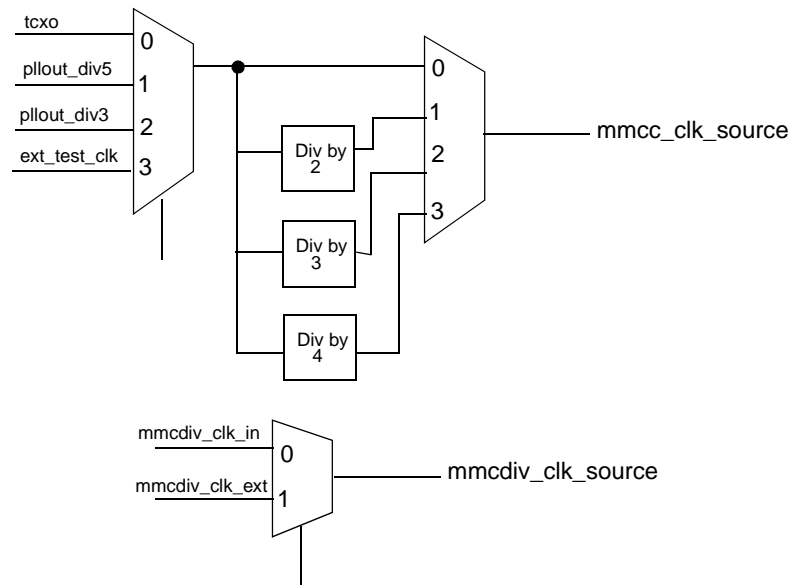 tcxo
0
pllout_div5
1
pllout_div3
2
ext_test_clk
3
0
1
2
3
Div by
2
Div by
3
Div by
4
mmcc_clk_source
mmcdiv_clk_in
0
mmcdiv_clk_ext
1
mmcdiv_clk_source